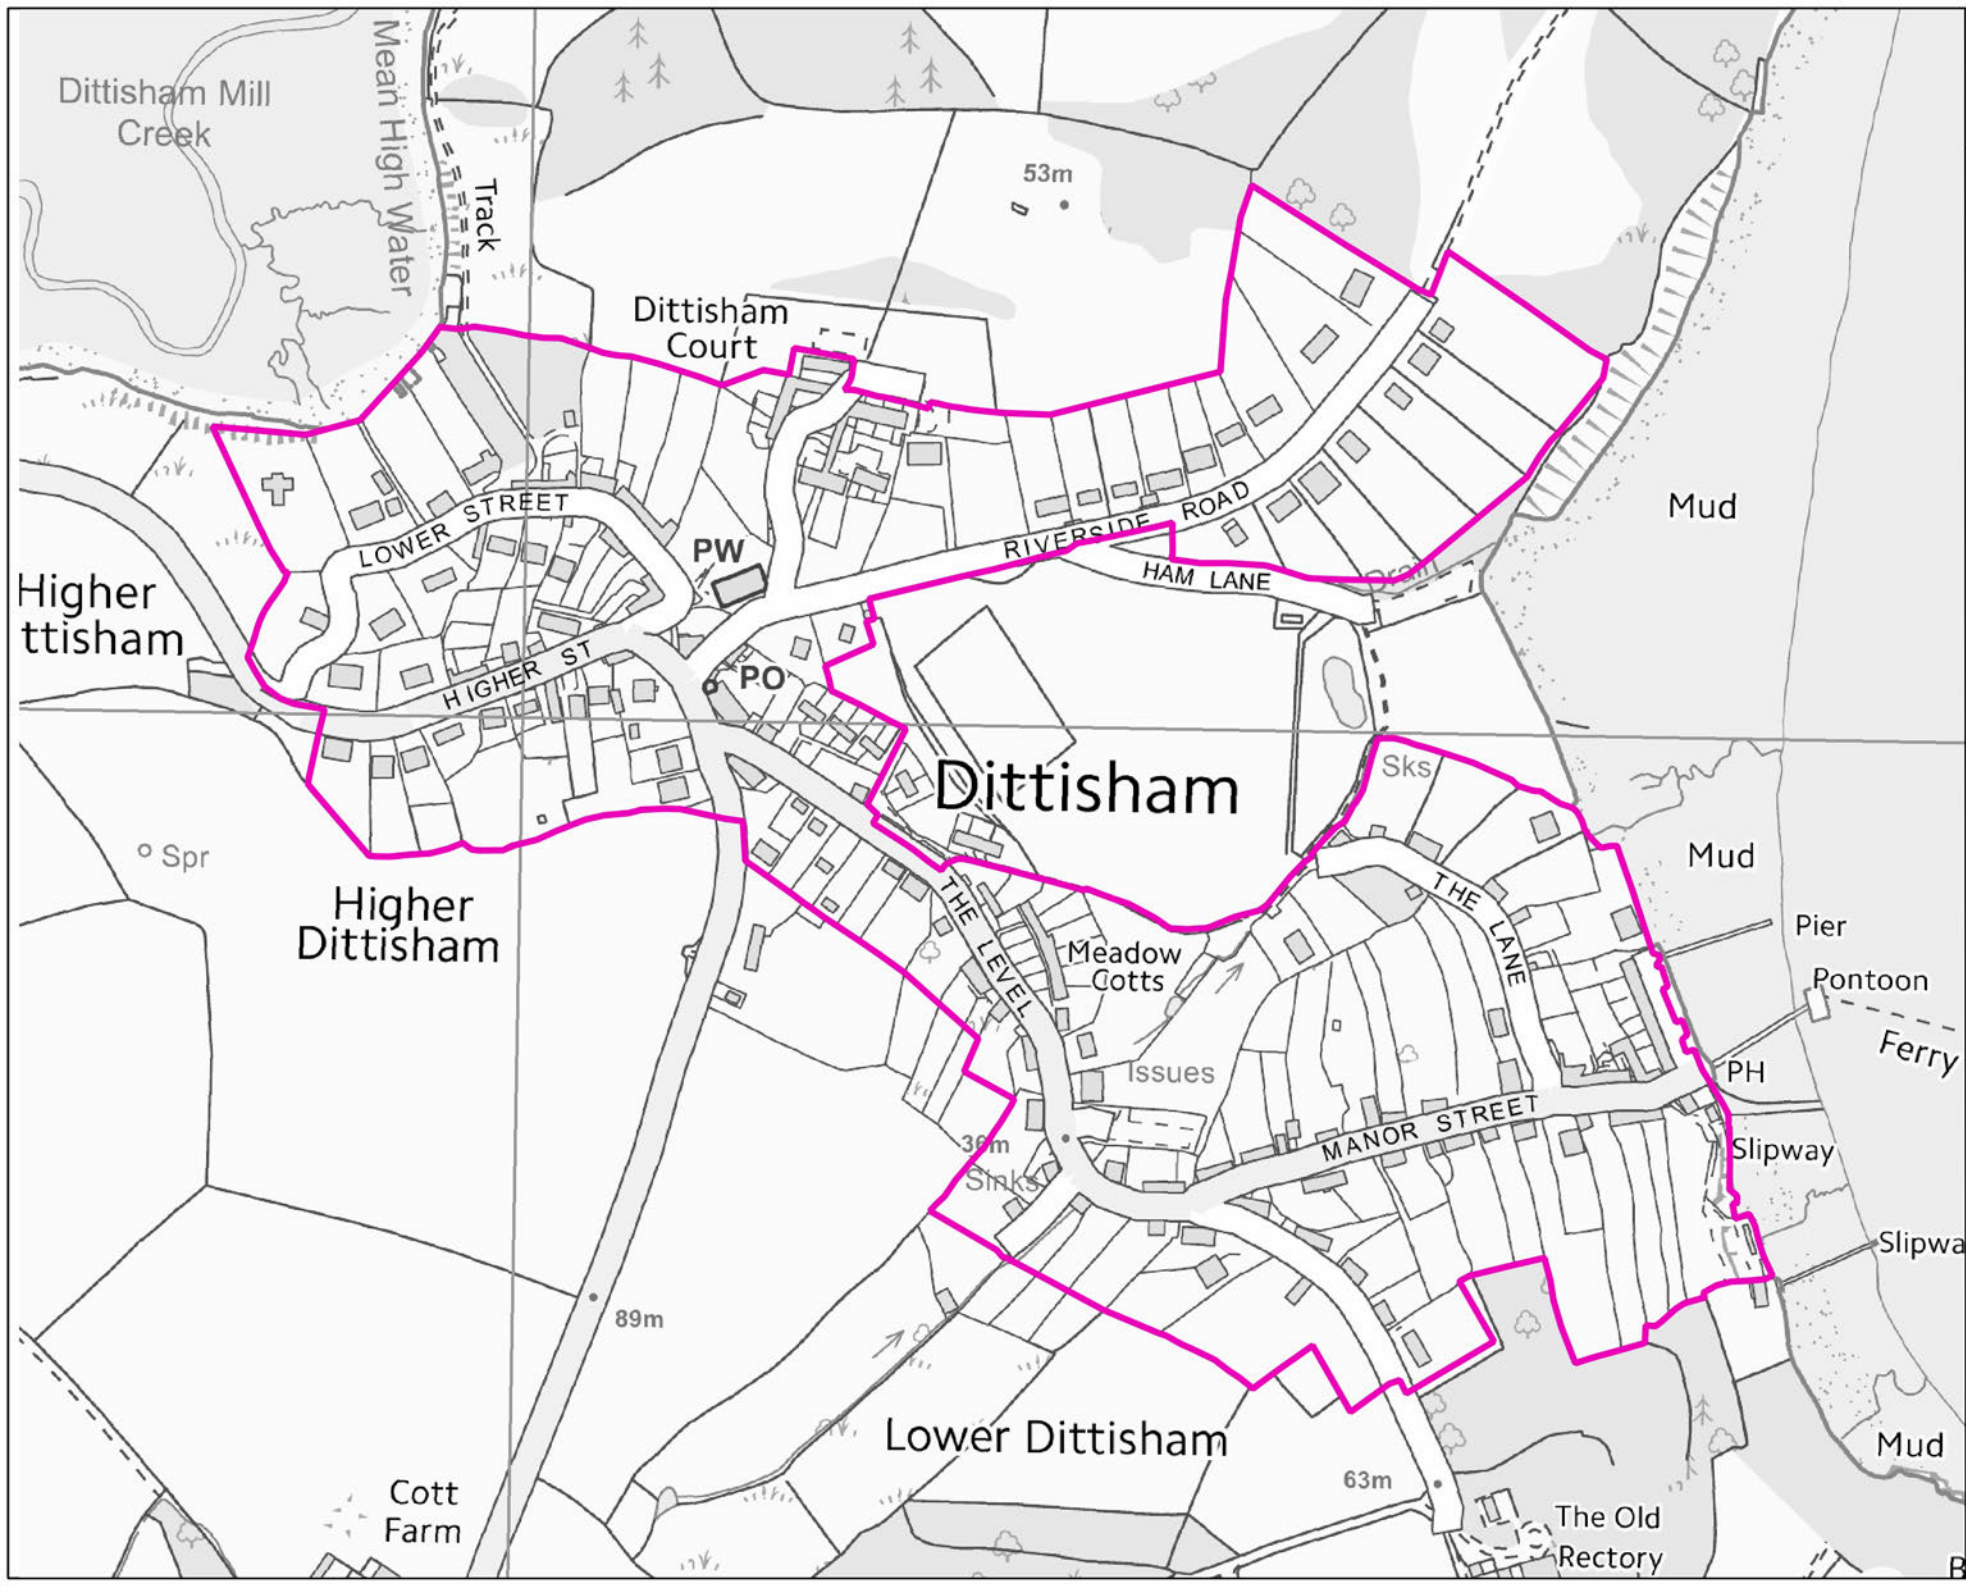 Dittisham Mill
Creek
Mean High Water
Track
53m
Dittisham
Court
LOWER STREET
PW
RIVERSIDE ROAD
HAM LANE
Drain
Mud
Higher
ttisham
HIGHER ST
PO
Dittisham
Sks
Spr
Higher
Dittisham
THE LEVEL
Meadow
Cotts
THE LANE
Mud
Pier
Pontoon
Ferry
PH
Issues
MANOR STREET
36m
Sinks
Slipway
Slipwa
89m
Lower Dittisham
63m
Mud
Cott
Farm
The Old
Rectory
B